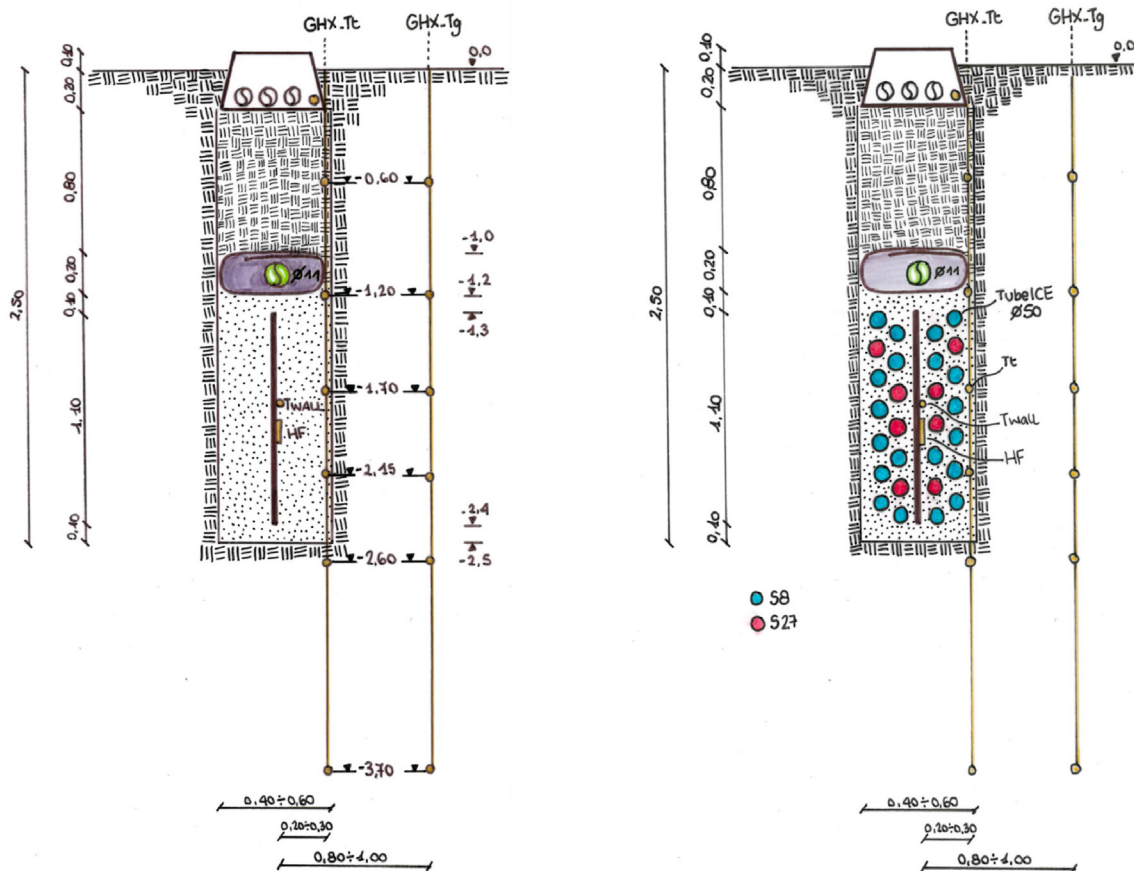 GHX_Tt
GHX_Tg
0,0
0,10
0,20
0,80
0,20
0,10
1,10
0,10
2,50
-0,60
-1,0
Ø11
-1,2
-1,20
-1,3
-1,70
Twall
HF
-2,15
-2,4
-2,60
-2,5
-3,70
0,40÷0,60
0,20÷0,30
0,80÷1,00
GHX_Tt
GHX_Tg
0,0
0,10
0,20
0,80
0,20
0,10
1,10
0,10
2,50
Ø11
TubeICE
Ø50
Tt
Twall
HF
S8
S27
0,40÷0,60
0,20÷0,30
0,80÷1,00